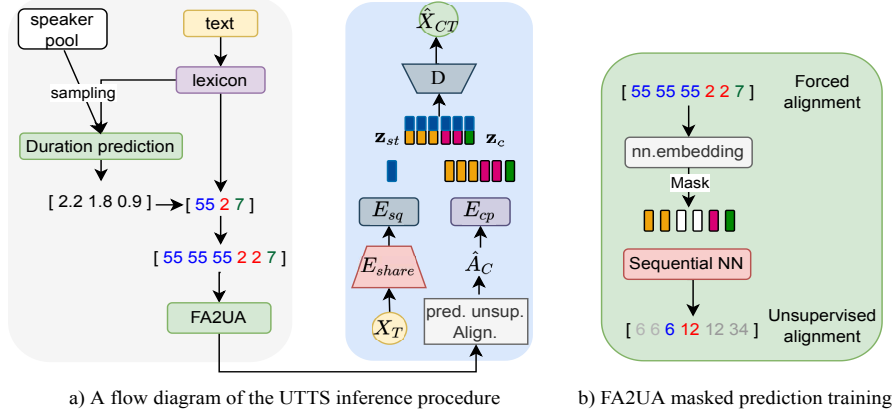 speaker
pool
text
lexicon
sampling
Duration prediction
[ 2.2 1.8 0.9 ]
[ 55 2 7 ]
[ 55 55 55 2 2 7 ]
FA2UA
X̂_CT
D
z_st
z_c
E_sq
E_cp
E_share
Â_C
X_T
pred. unsup.
Align.
a) A flow diagram of the UTTS inference procedure
[ 55 55 55 2 2 7 ]
Forced
alignment
nn.embedding
Mask
Sequential NN
Unsupervised
alignment
[ 6 6 6 12 12 34 ]
b) FA2UA masked prediction training